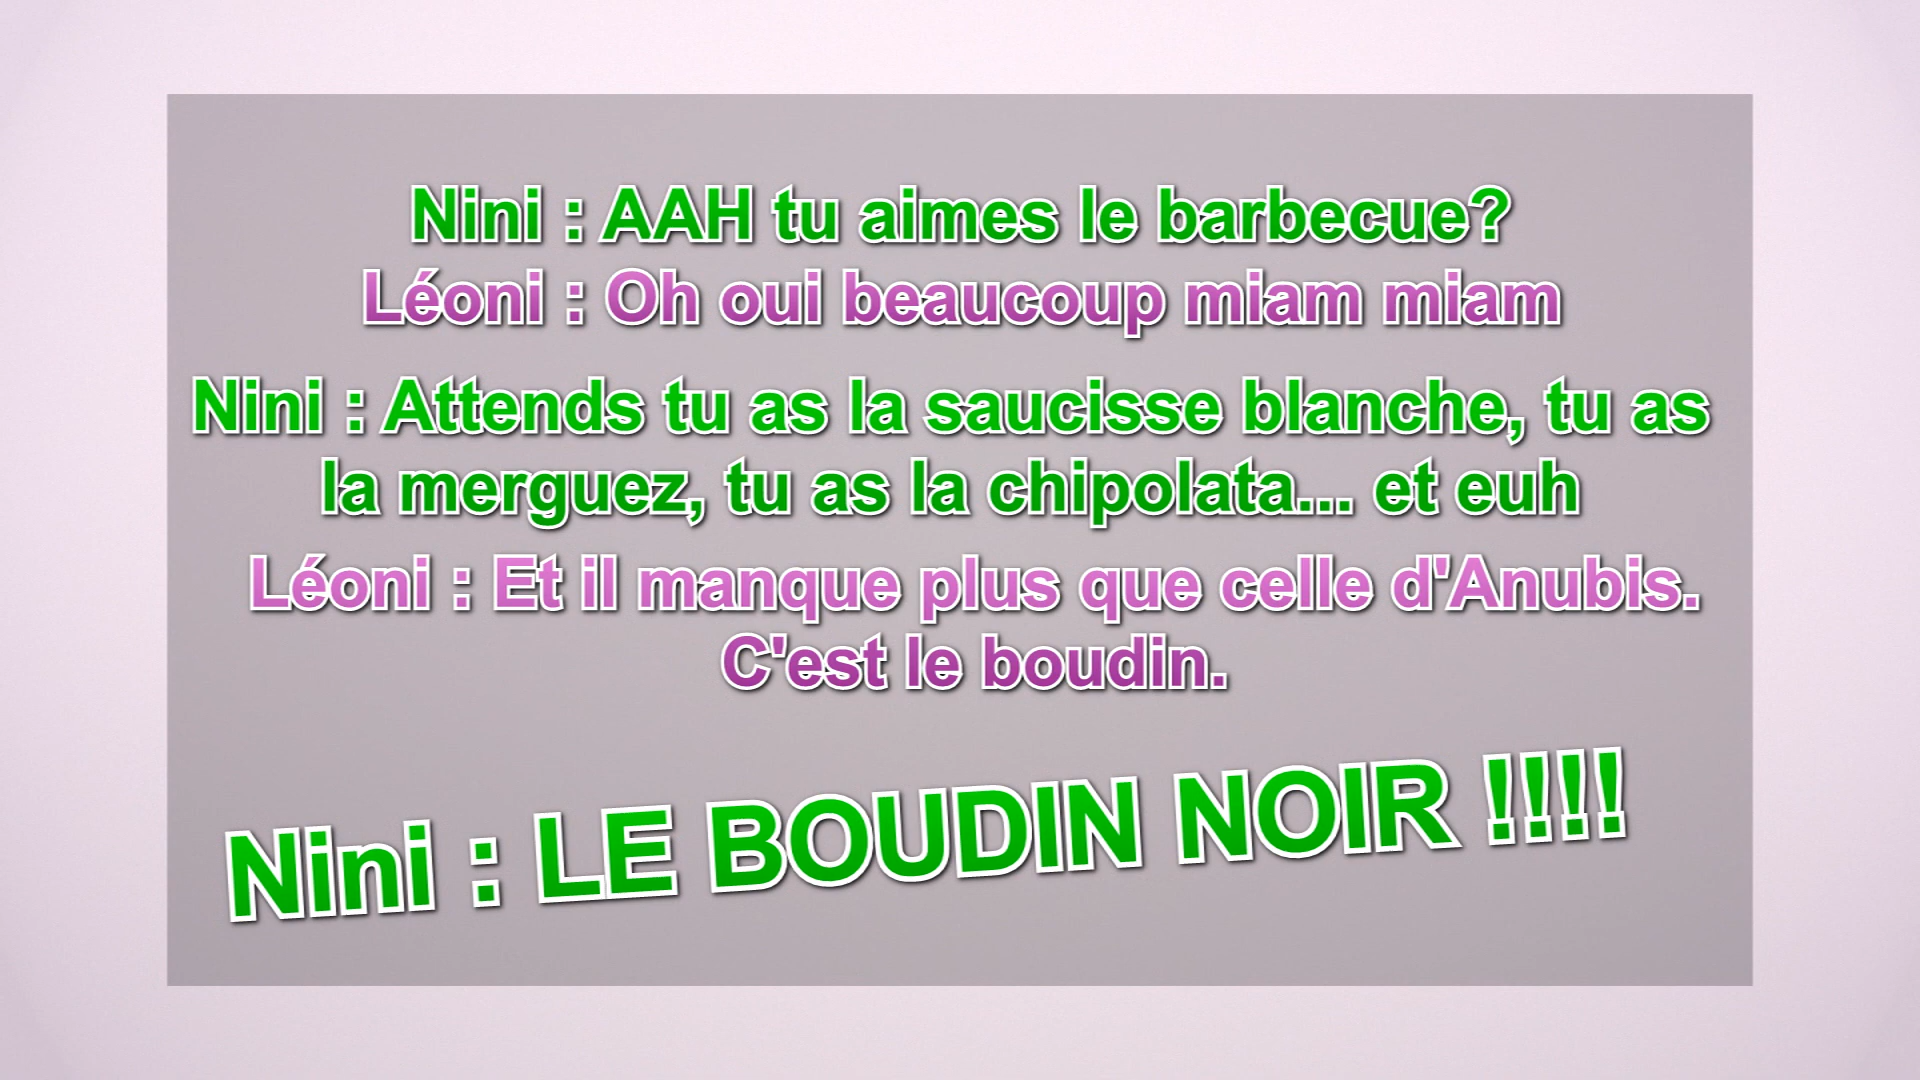 Nini : AAH tu aimes le barbecue?
Léoni : Oh oui beaucoup miam miam
Nini : Attends tu as la saucisse blanche, tu as
la merguez, tu as la chipolata... et euh
Léoni : Et il manque plus que celle d'Anubis.
C'est le boudin.
Nini : LE BOUDIN NOIR !!!!